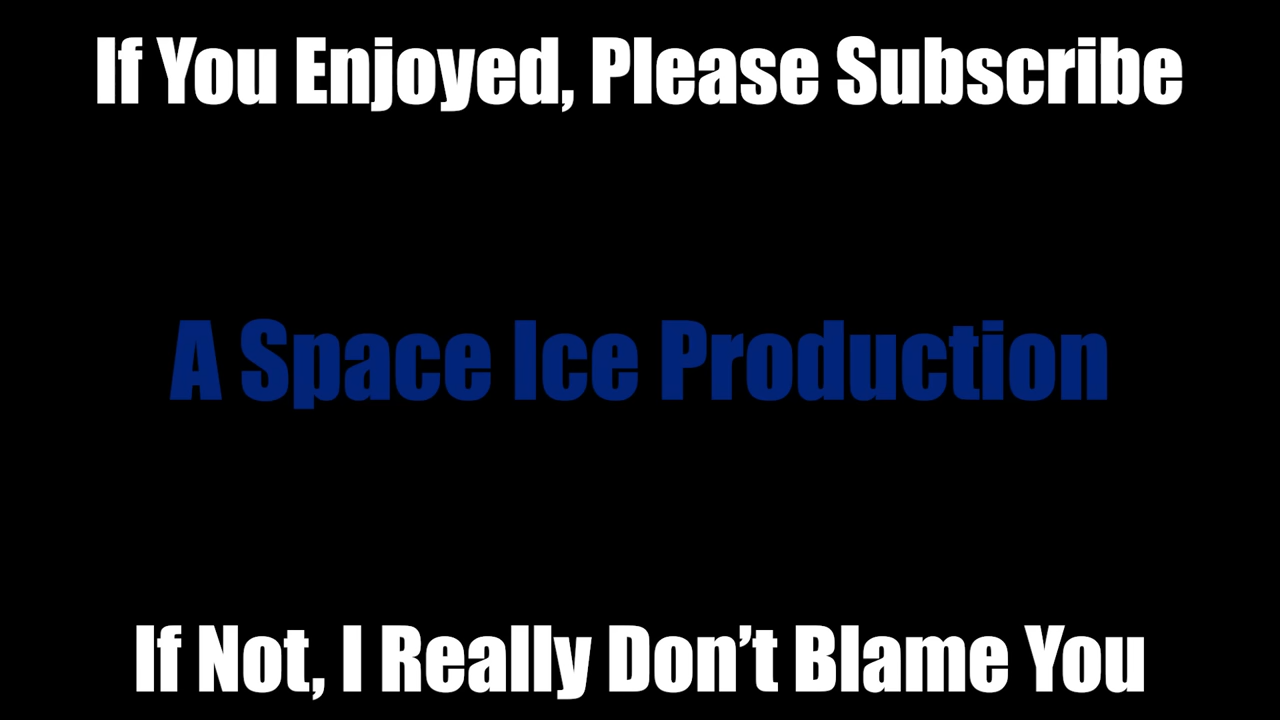 If You Enjoyed, Please Subscribe
A Space Ice Production
If Not, I Really Don’t Blame You